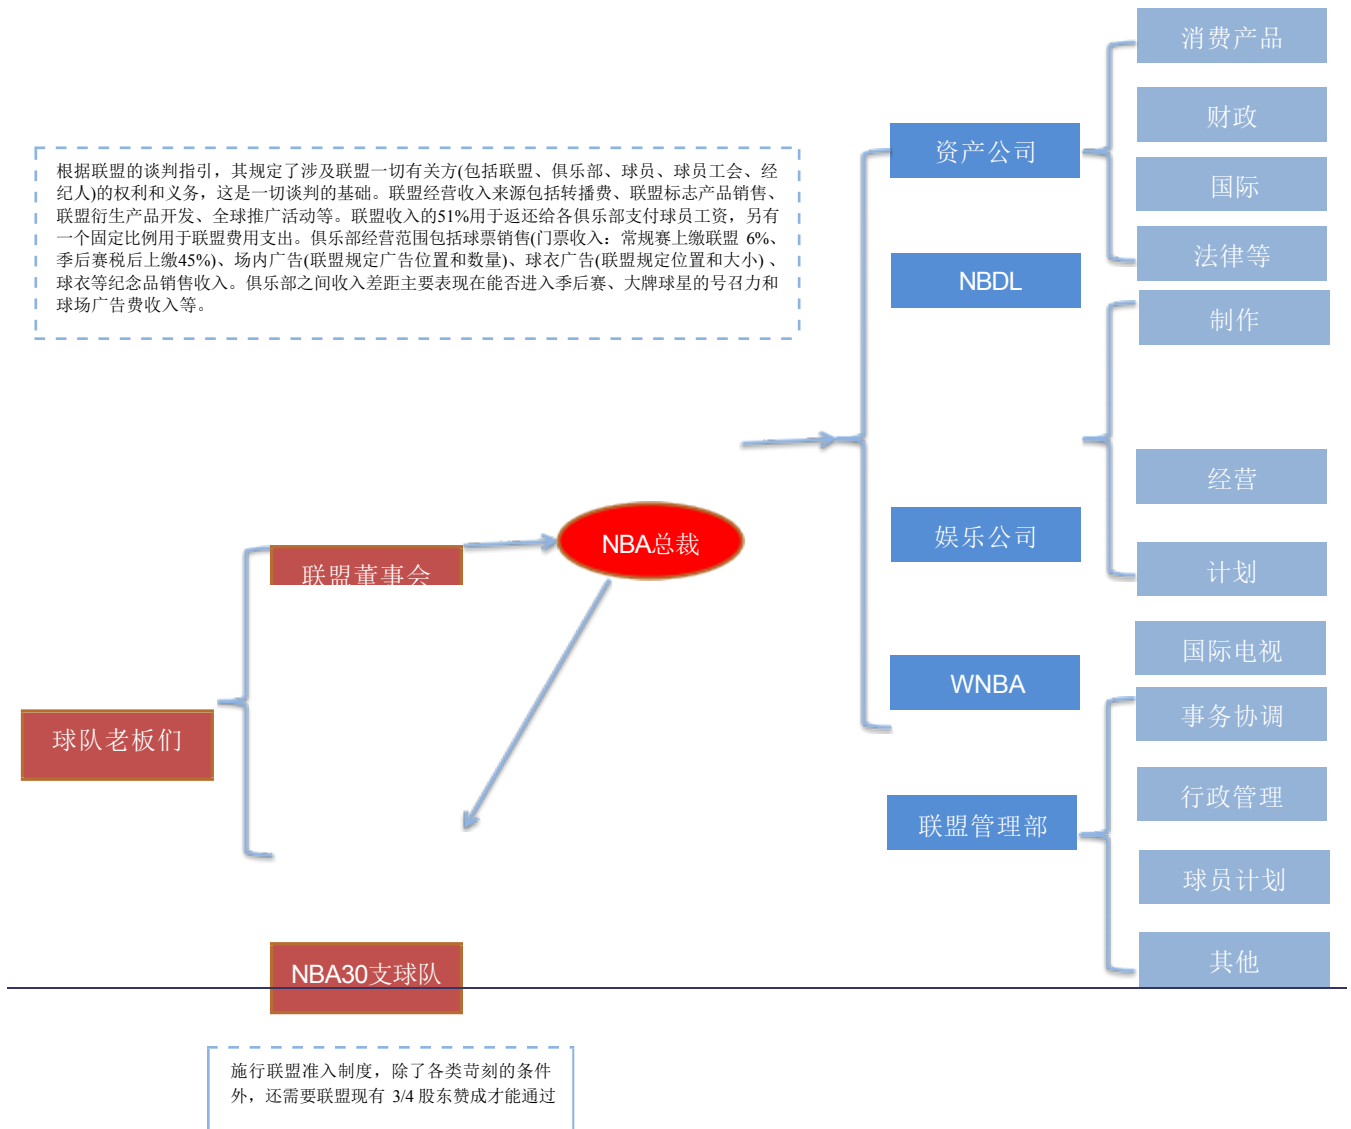 消费产品
财政
根据联盟的谈判指引，其规定了涉及联盟一切有关方(包括联盟、俱乐部、球员、球员工会、经
纪人)的权利和义务，这是一切谈判的基础。联盟经营收入来源包括转播费、联盟标志产品销售、
联盟衍生产品开发、全球推广活动等。联盟收入的51%用于返还给各俱乐部支付球员工资，另有
一个固定比例用于联盟费用支出。俱乐部经营范围包括球票销售(门票收入：常规赛上缴联盟 6%、
季后赛税后上缴45%)、场内广告(联盟规定广告位置和数量)、球衣广告(联盟规定位置和大小) 、
球衣等纪念品销售收入。俱乐部之间收入差距主要表现在能否进入季后赛、大牌球星的号召力和
球场广告费收入等。
资产公司
国际
法律等
NBDL
制作
经营
娱乐公司
NBA总裁
联盟董事会
计划
国际电视
WNBA
事务协调
球队老板们
行政管理
联盟管理部
球员计划
其他
NBA30支球队
施行联盟准入制度，除了各类苛刻的条件
外，还需要联盟现有 3/4 股东赞成才能通过